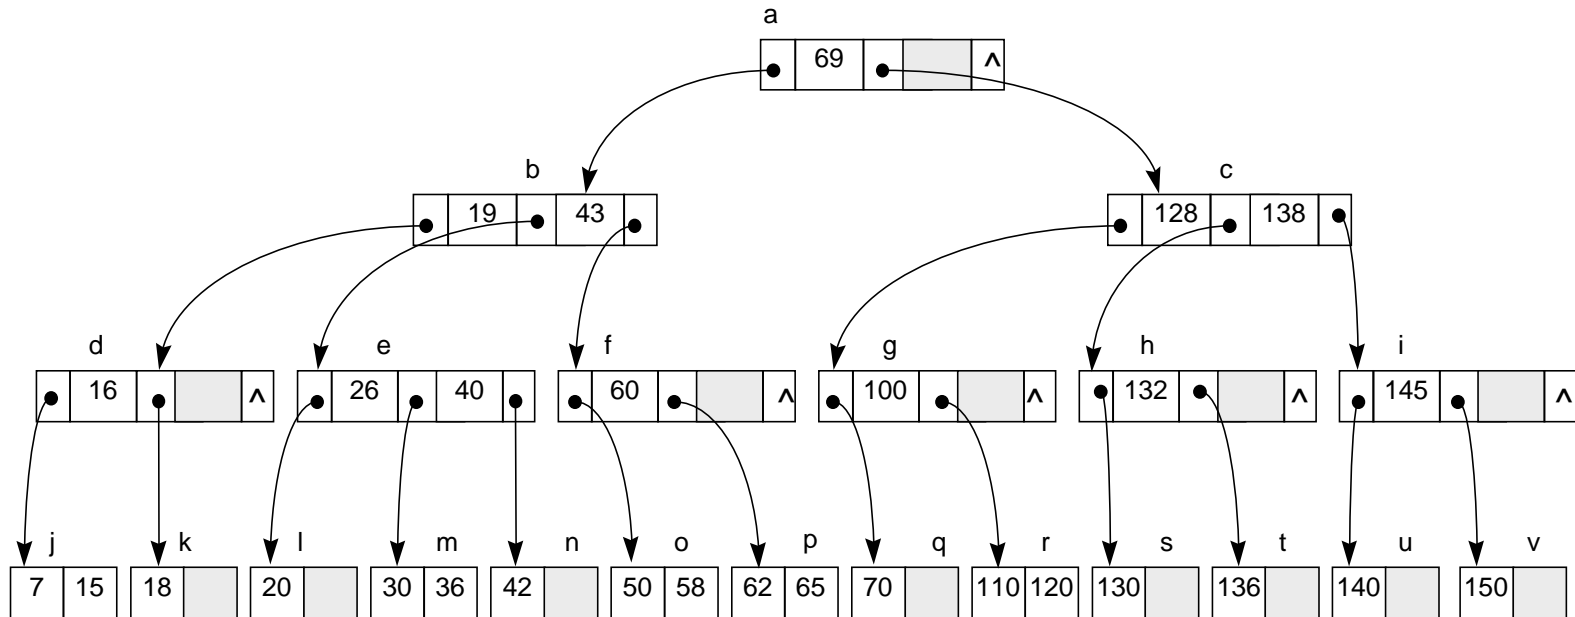 a
69 ^
b c
19 43 128 138
d e f g h i
16 ^ 26 40 60 ^ 100 ^ 132 ^ 145 ^
j k l m n o p q r s t u v
7 15 18 20 30 36 42 50 58 62 65 70 110 120 130 136 140 150